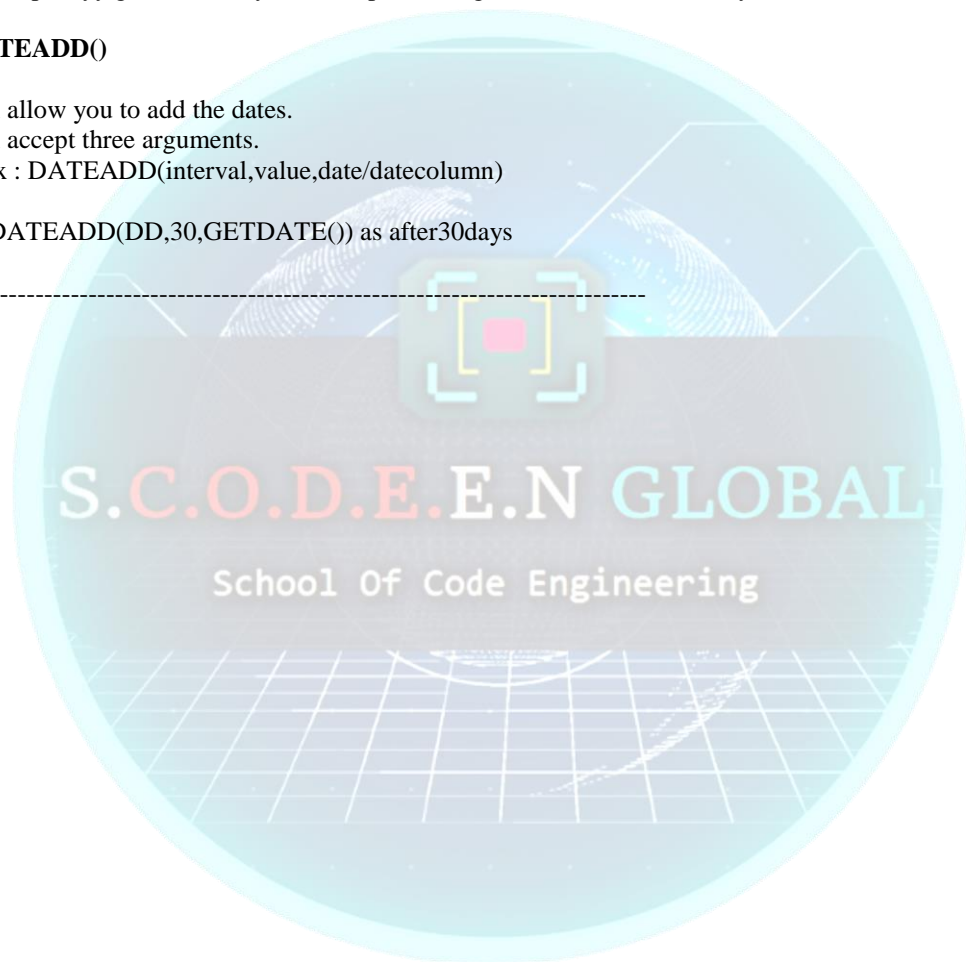 TEADD()
allow you to add the dates.
accept three arguments.
x : DATEADD(interval,value,date/datecolumn)
DATEADD(DD,30,GETDATE()) as after30days
-------------------------------------------------------------------------
S.C.O.D.E.E.N GLOBAL
School Of Code Engineering